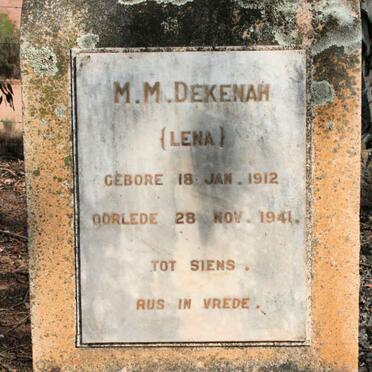 M.M.DEKENAH
{LENA}
GEBORE 18 JAN. 1912
OORLEDE 28 NOV. 1941.
TOT SIENS.
RUS IN VREDE.